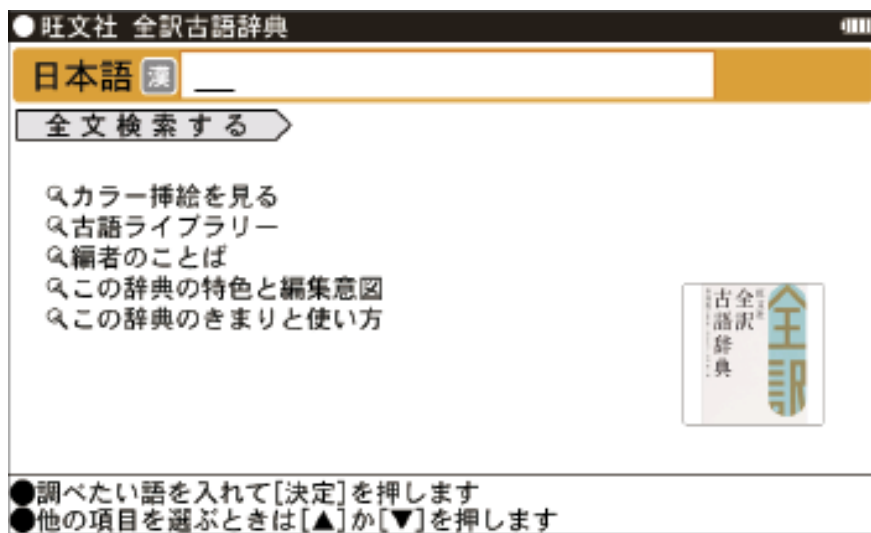 ●旺文社 全訳古語辞典
日本語 漢
全文検索する
カラー挿絵を見る
古語ライブラリー
編者のことば
この辞典の特色と編集意図
この辞典のきまりと使い方
旺文社
全訳
古語辞典
全訳
●調べたい語を入れて[決定]を押します
●他の項目を選ぶときは[▲]か[▼]を押します